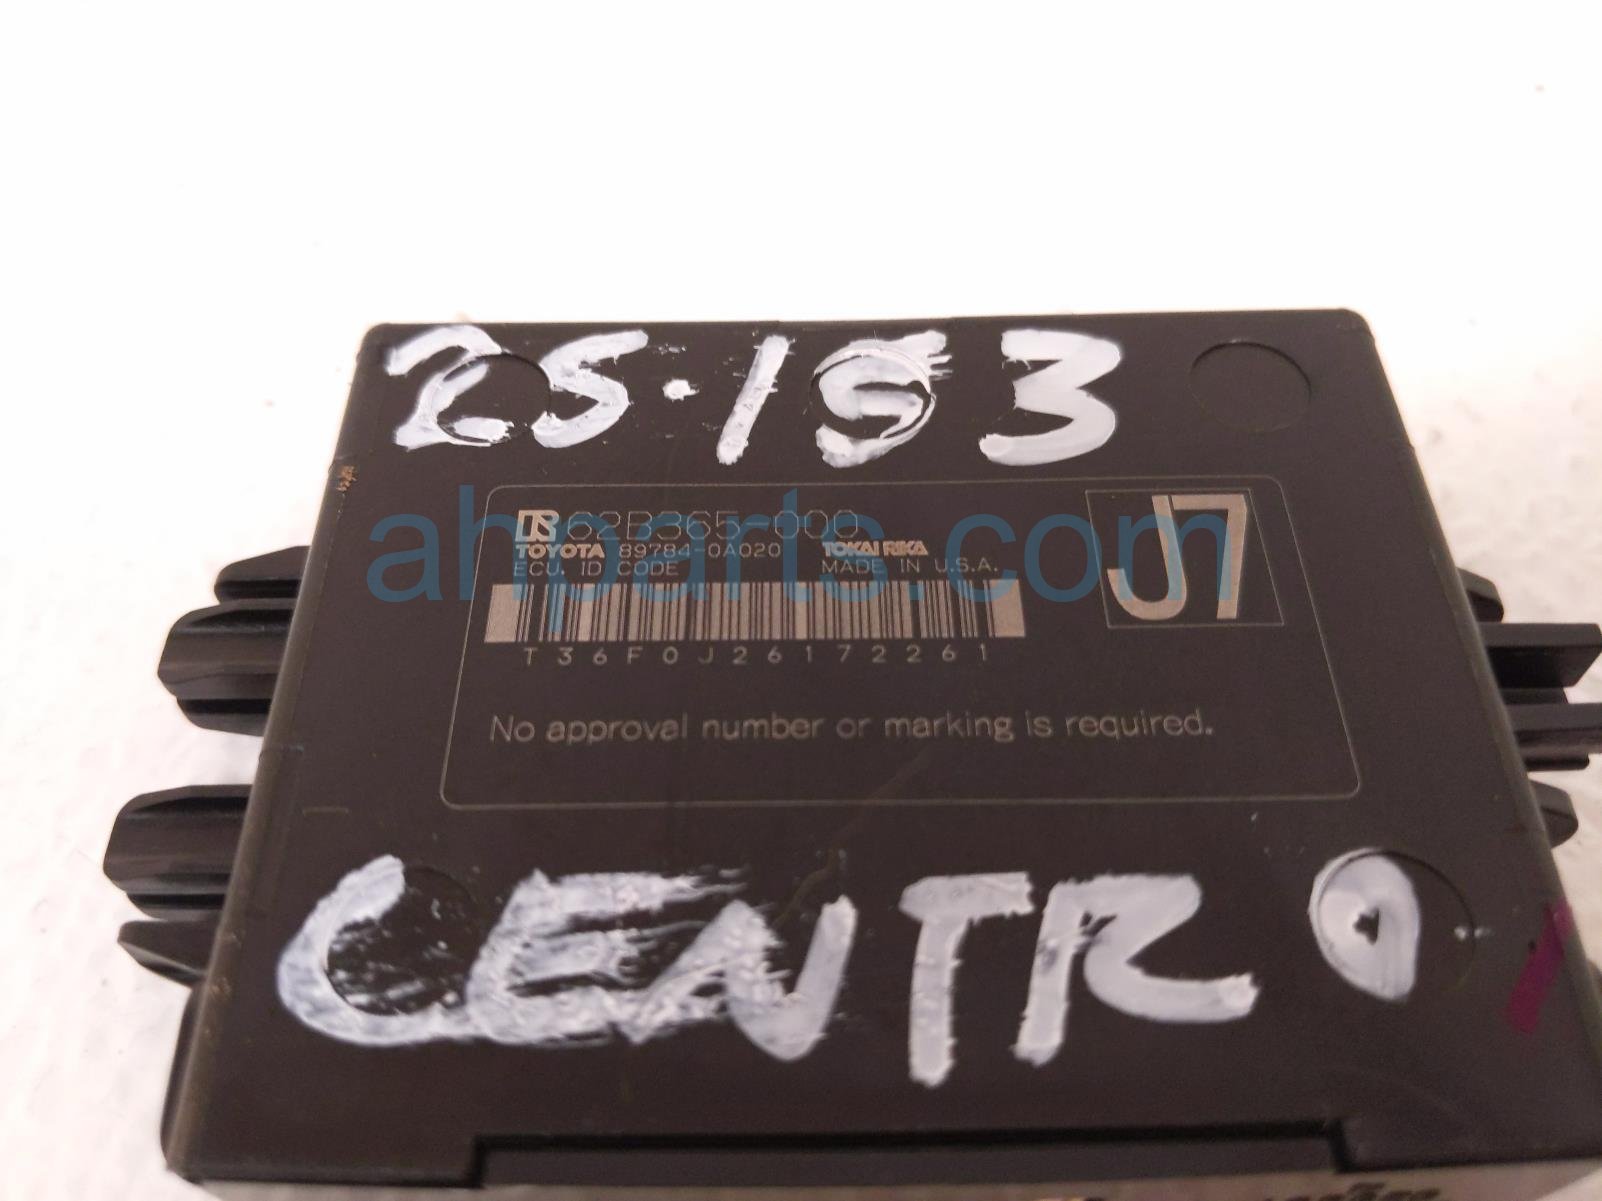 25.153
62B365-000
TOYOTA 89784-0A020 TOKAI RIKA
ECU. ID CODE MADE IN U.S.A.
J7
T36F0J26172261
No approval number or marking is required.
CENTRO
ahparts.com